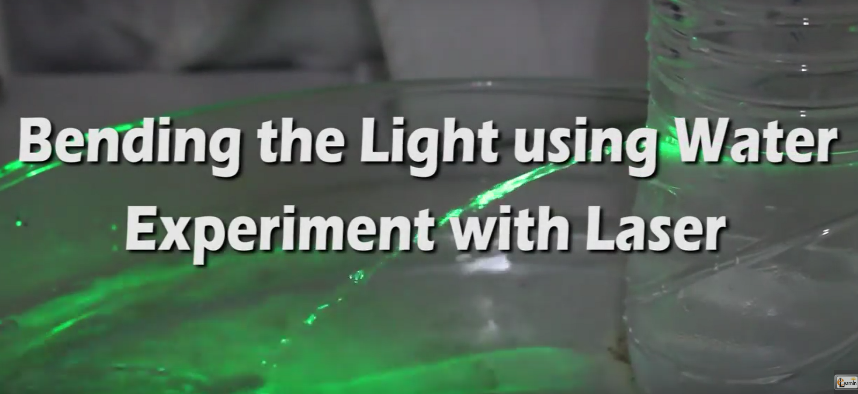 Bending the Light using Water
Experiment with Laser